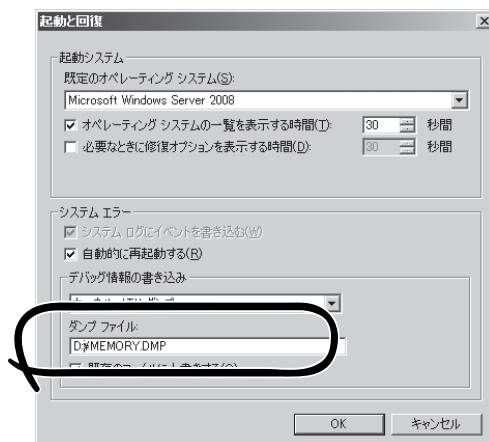 起動と回復
起動システム
既定のオペレーティング システム(S):
Microsoft Windows Server 2008
オペレーティング システムの一覧を表示する時間(T): 30 秒間
必要なときに修復オプションを表示する時間(D): 30 秒間
システム エラー
システム ログにイベントを書き込む(W)
自動的に再起動する(R)
デバッグ情報の書き込み
ダンプ ファイル:
D:¥MEMORY.DMP
OK キャンセル